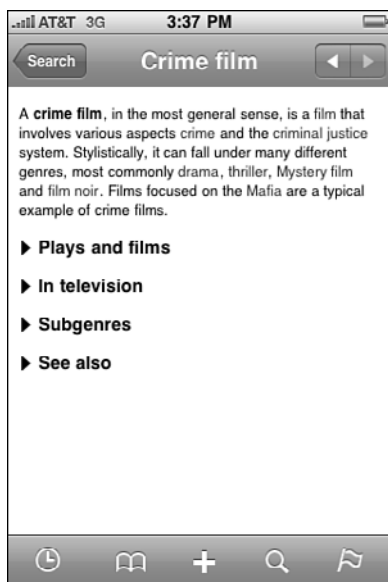 AT&T 3G 3:37 PM
Search Crime film
A crime film, in the most general sense, is a film that
involves various aspects crime and the criminal justice
system. Stylistically, it can fall under many different
genres, most commonly drama, thriller, Mystery film
and film noir. Films focused on the Mafia are a typical
example of crime films.
Plays and films
In television
Subgenres
See also